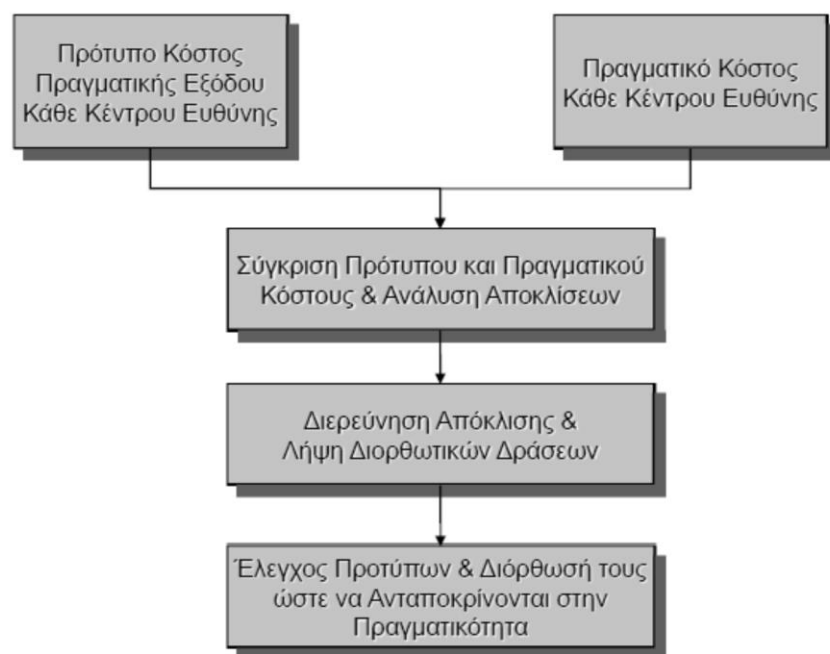 Πρότυπο Κόστος
Πραγματικής Εξόδου
Κάθε Κέντρου Ευθύνης
Πραγματικό Κόστος
Κάθε Κέντρου Ευθύνης
Σύγκριση Πρότυπου και Πραγματικού
Κόστους & Ανάλυση Αποκλίσεων
Διερεύνηση Απόκλισης &
Λήψη Διορθωτικών Δράσεων
Έλεγχος Προτύπων & Διόρθωσή τους
ώστε να Ανταποκρίνονται στην
Πραγματικότητα